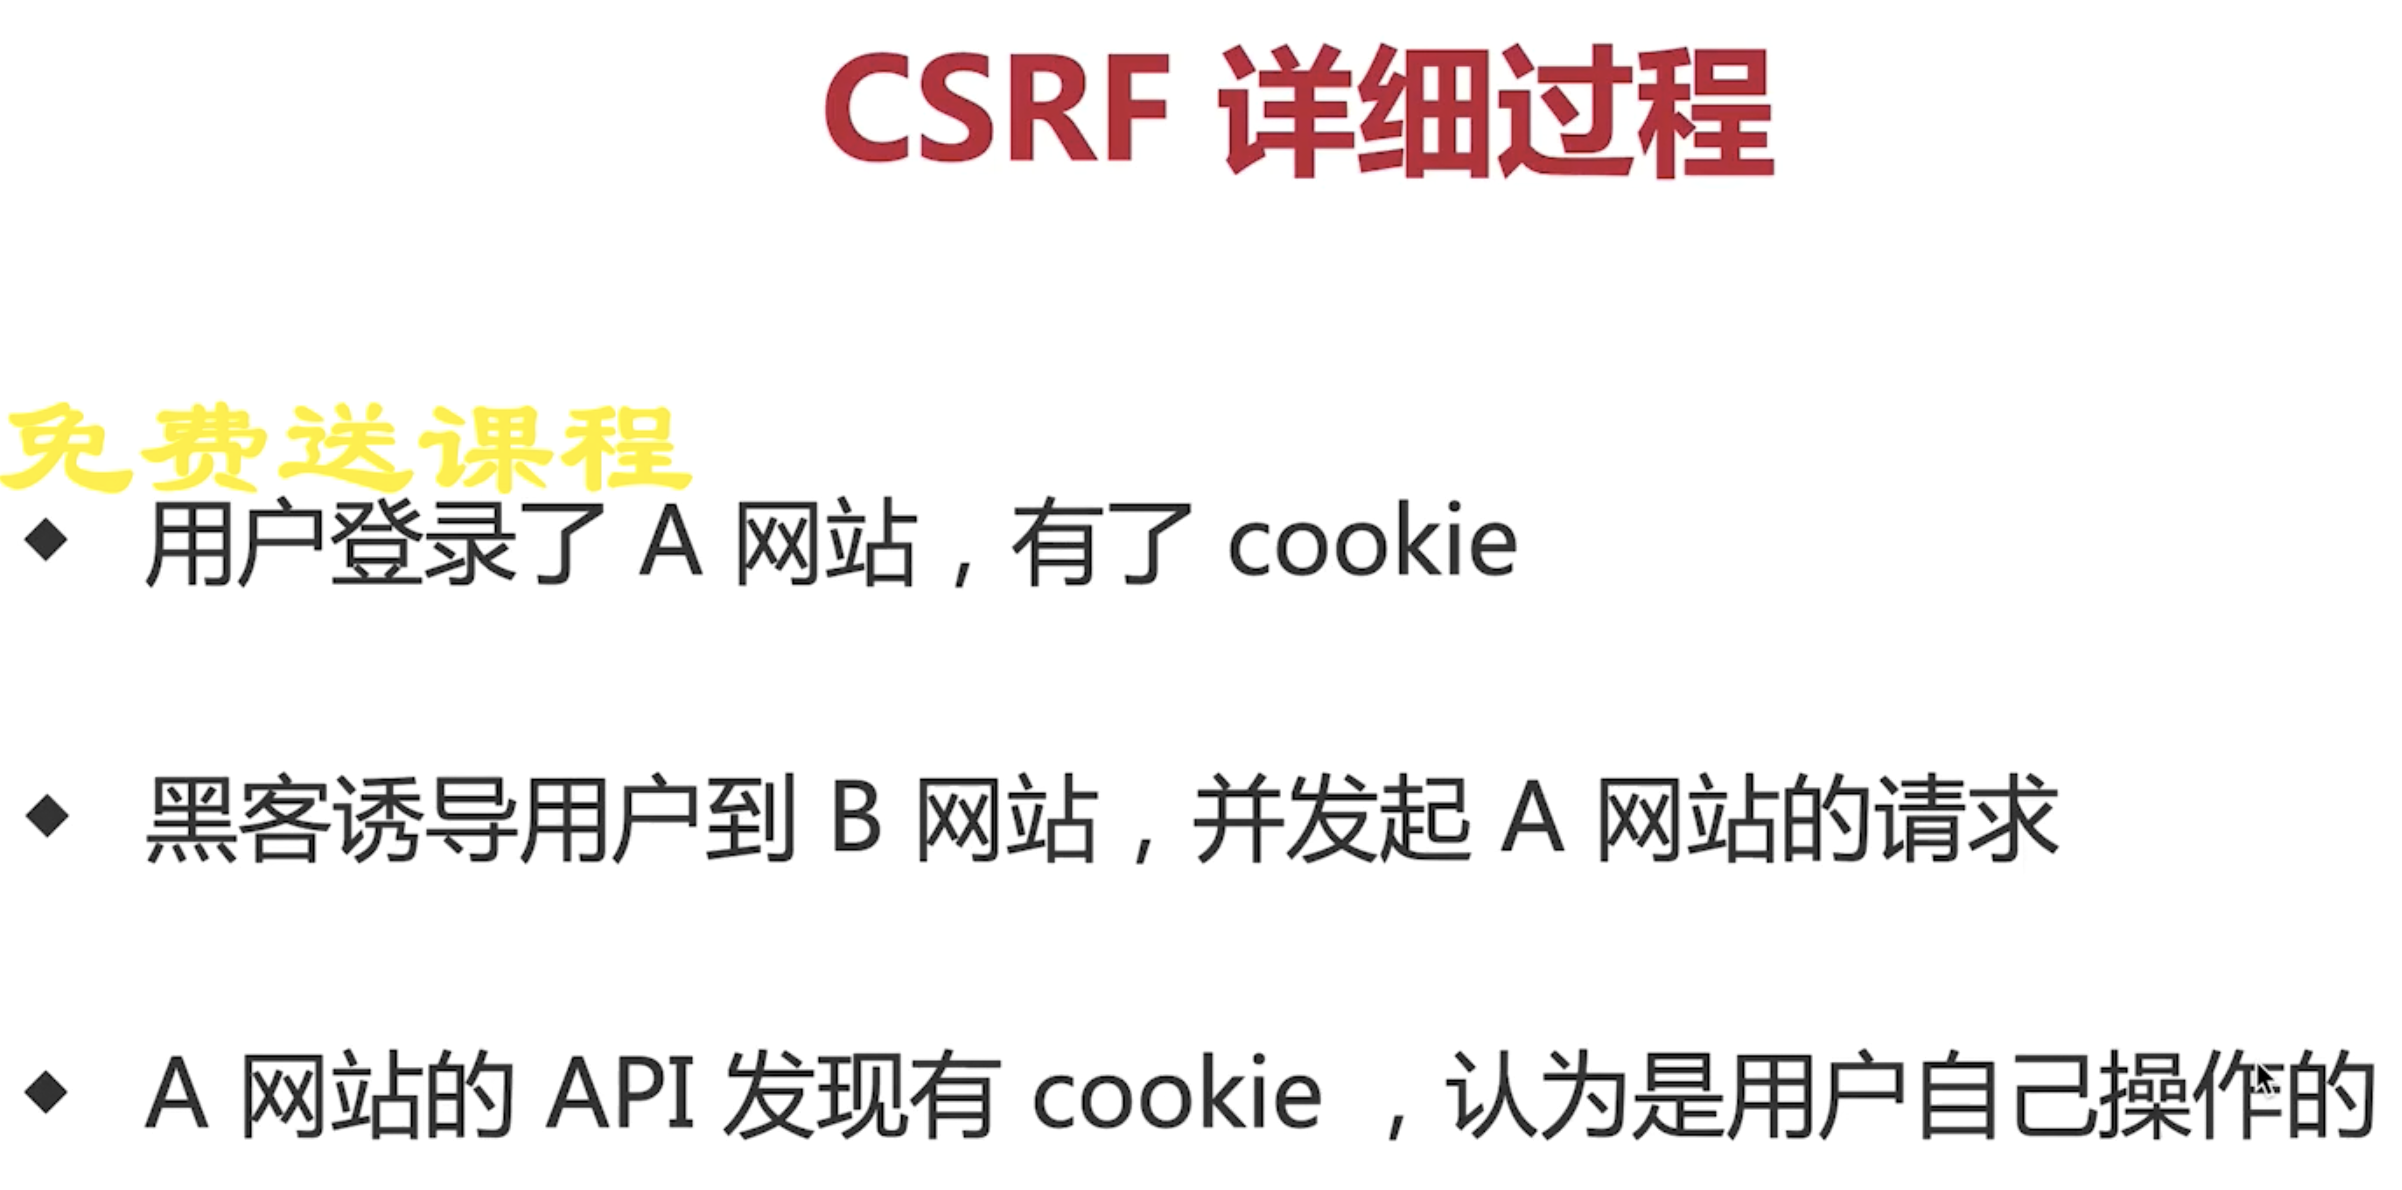 CSRF 详细过程
免费送课程
◆ 用户登录了 A 网站，有了 cookie
◆ 黑客诱导用户到 B 网站，并发起 A 网站的请求
◆ A 网站的 API 发现有 cookie ，认为是用户自己操作的